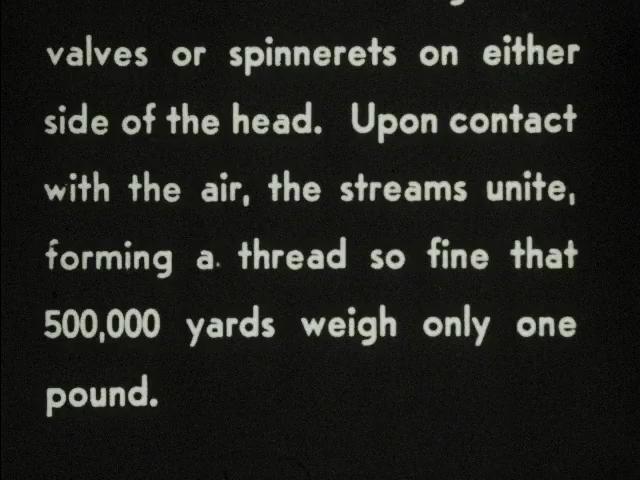 valves or spinnerets on either
side of the head. Upon contact
with the air, the streams unite,
forming a thread so fine that
500,000 yards weigh only one
pound.